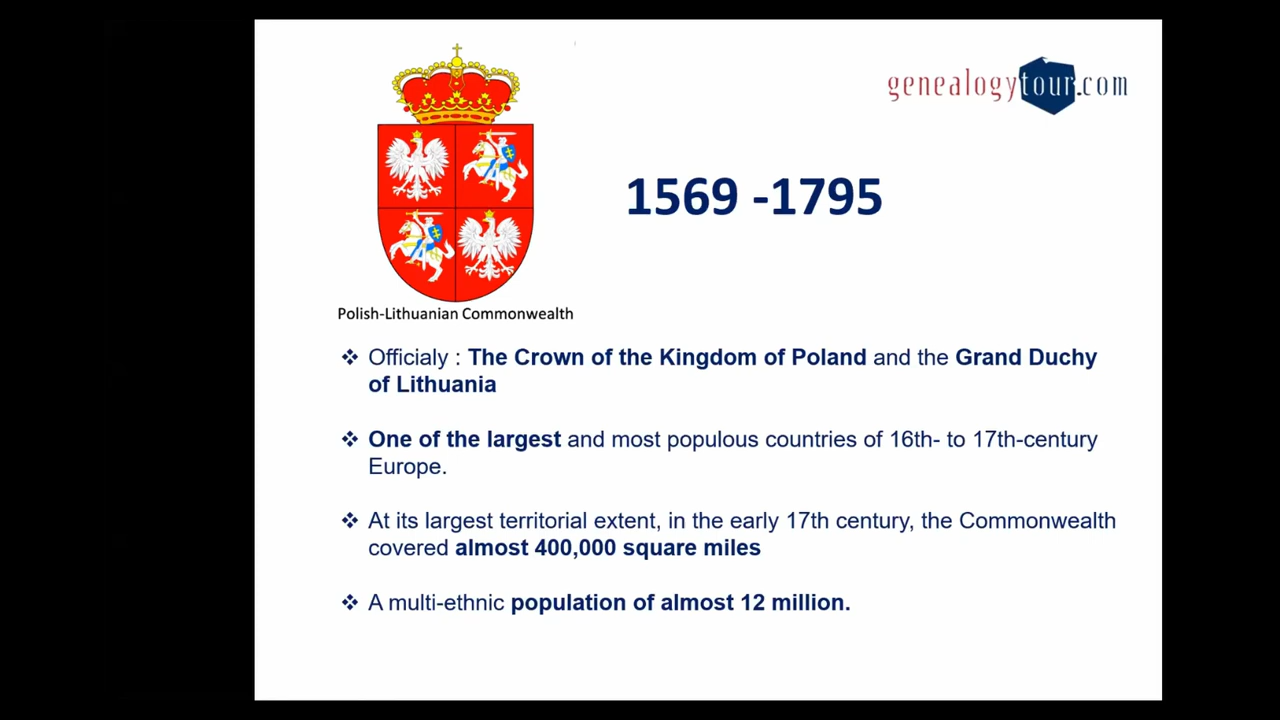 genealogytour.com
1569 -1795
Polish-Lithuanian Commonwealth
❖ Officialy : The Crown of the Kingdom of Poland and the Grand Duchy
of Lithuania
❖ One of the largest and most populous countries of 16th- to 17th-century
Europe.
❖ At its largest territorial extent, in the early 17th century, the Commonwealth
covered almost 400,000 square miles
❖ A multi-ethnic population of almost 12 million.